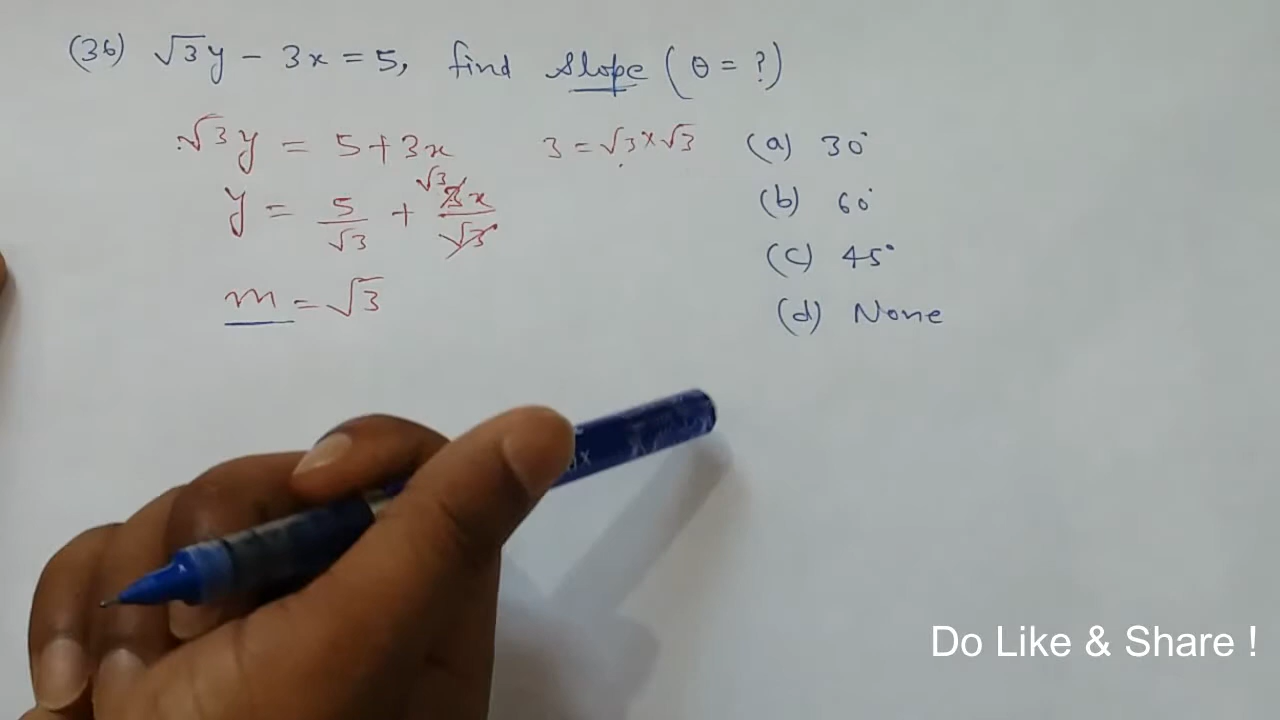 (36) √3y - 3x = 5, find Slope (θ = ?)
√3y = 5 + 3x
3 = √3 × √3
y = 5/√3 + √3 3x/√3
m = √3
(a) 30°
(b) 60°
(c) 45°
(d) None
Do Like & Share !